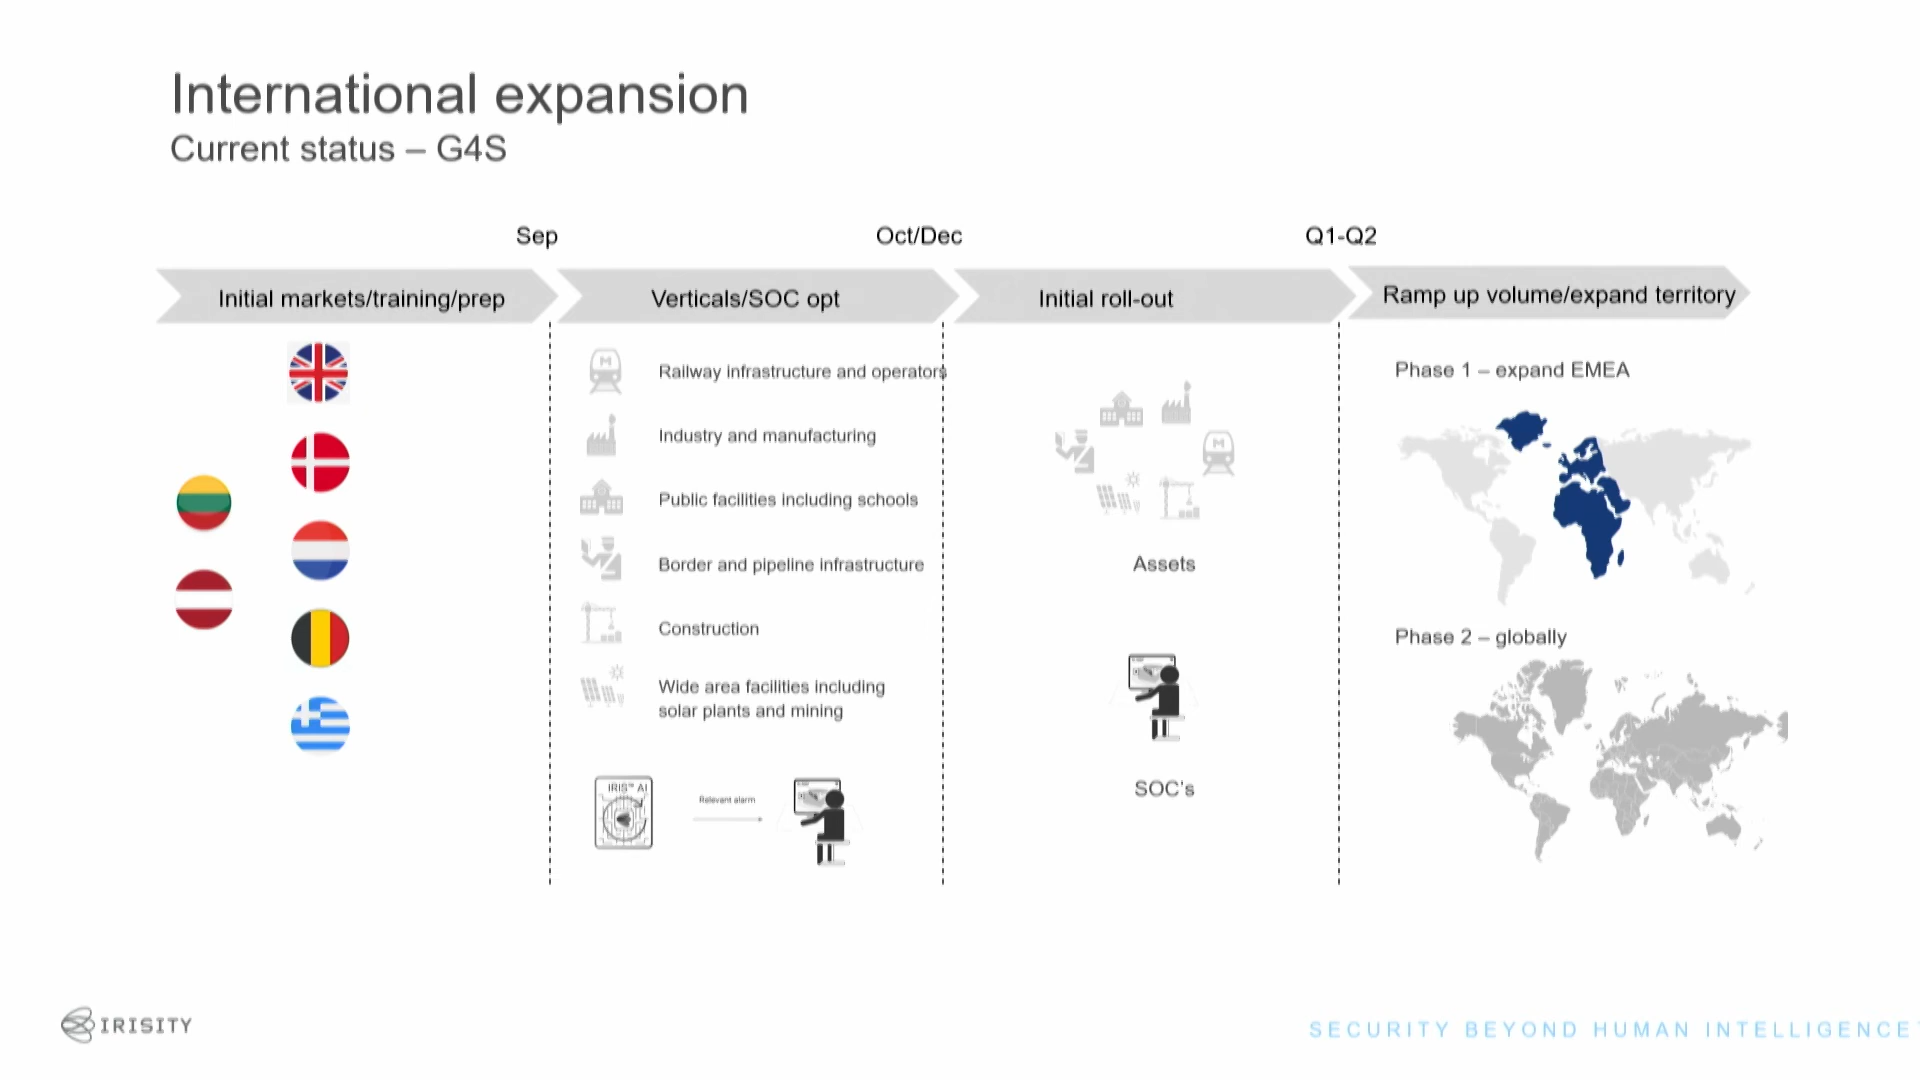 International expansion
Current status – G4S
Sep
Oct/Dec
Q1-Q2
Initial markets/training/prep
Verticals/SOC opt
Initial roll-out
Ramp up volume/expand territory
Railway infrastructure and operators
Industry and manufacturing
Public facilities including schools
Border and pipeline infrastructure
Construction
Wide area facilities including
solar plants and mining
IRIS™ AI
Relevant alarm
M
M
Assets
SOC's
Phase 1 – expand EMEA
Phase 2 – globally
IRISITY
SECURITY BEYOND HUMAN INTELLIGENCE